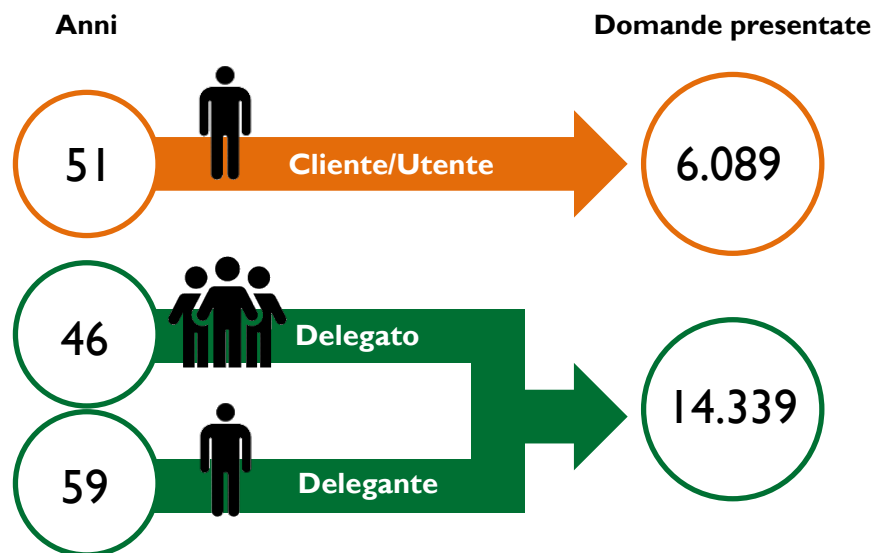 Anni
Domande presentate
51
Cliente/Utente
6.089
46
Delegato
14.339
59
Delegante